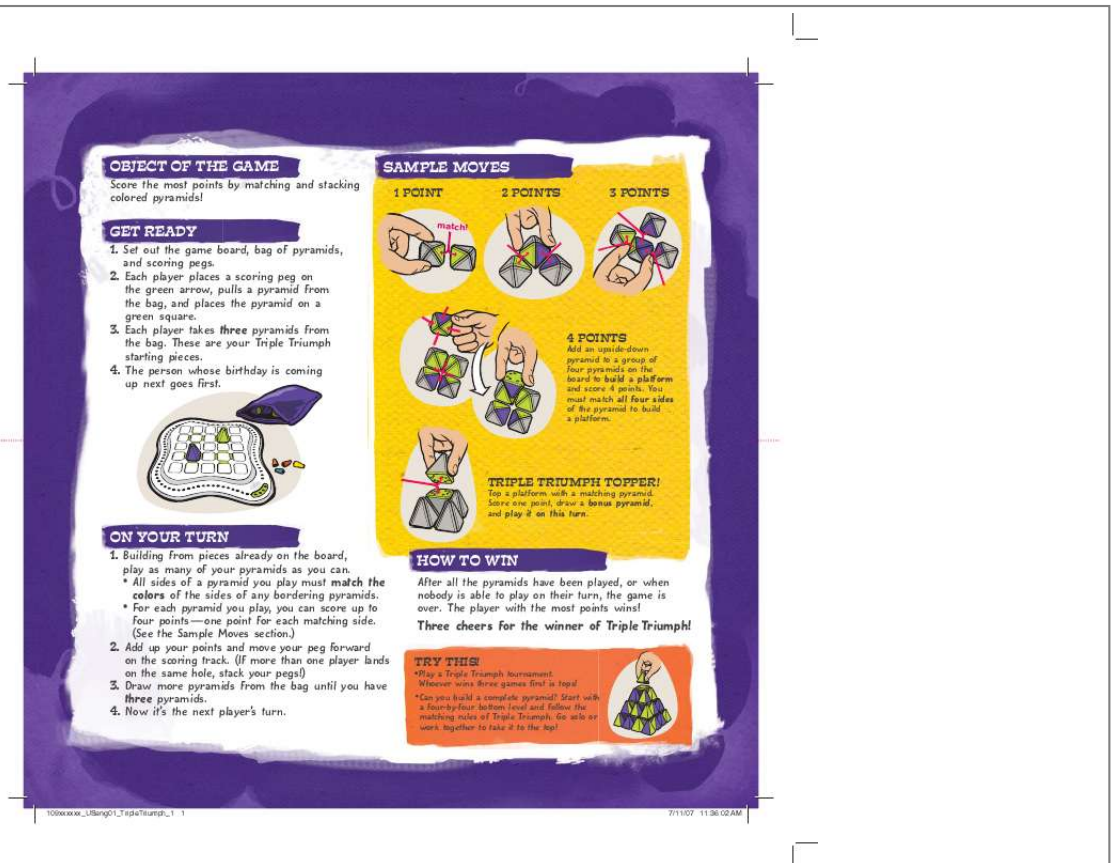 OBJECT OF THE GAME
Score the most points by matching and stacking
colored pyramids!
GET READY
1. Set out the game board, bag of pyramids,
and scoring pegs.
2. Each player places a scoring peg on
the green arrow, pulls a pyramid from
the bag, and places the pyramid on a
green square.
3. Each player takes three pyramids from
the bag. These are your Triple Triumph
starting pieces.
4. The person whose birthday is coming
up next goes first.
ON YOUR TURN
1. Building from pieces already on the board,
play as many of your pyramids as you can.
* All sides of a pyramid you play must match the
colors of the sides of any bordering pyramids.
* For each pyramid you play, you can score up to
four points—one point for each matching side.
(See the Sample Moves section.)
2. Add up your points and move your peg forward
on the scoring track. (If more than one player lands
on the same hole, stack your pegs!)
3. Draw more pyramids from the bag until you have
three pyramids.
4. Now it's the next player's turn.
SAMPLE MOVES
1 POINT
2 POINTS
3 POINTS
match!
4 POINTS
Add an upside-down
pyramid to a group of
four pyramids on the
board to build a platform
and score 4 points. You
must match all four sides
of the pyramid to build
a platform.
TRIPLE TRIUMPH TOPPER!
Top a platform with a matching pyramid.
Score one point, draw a bonus pyramid,
and play it on this turn.
HOW TO WIN
After all the pyramids have been played, or when
nobody is able to play on their turn, the game is
over. The player with the most points wins!
Three cheers for the winner of Triple Triumph!
TRY THIS!
*Play a Triple Triumph tournament.
Whoever wins three games first is tops!
*Can you build a complete pyramid? Start with
a four-by-four bottom level and follow the
matching rules of Triple Triumph. Go solo or
work together to take it to the top!
109xxxxxx_UBang01_TripleTriumph_1 1
7/11/07 11:36:02 AM